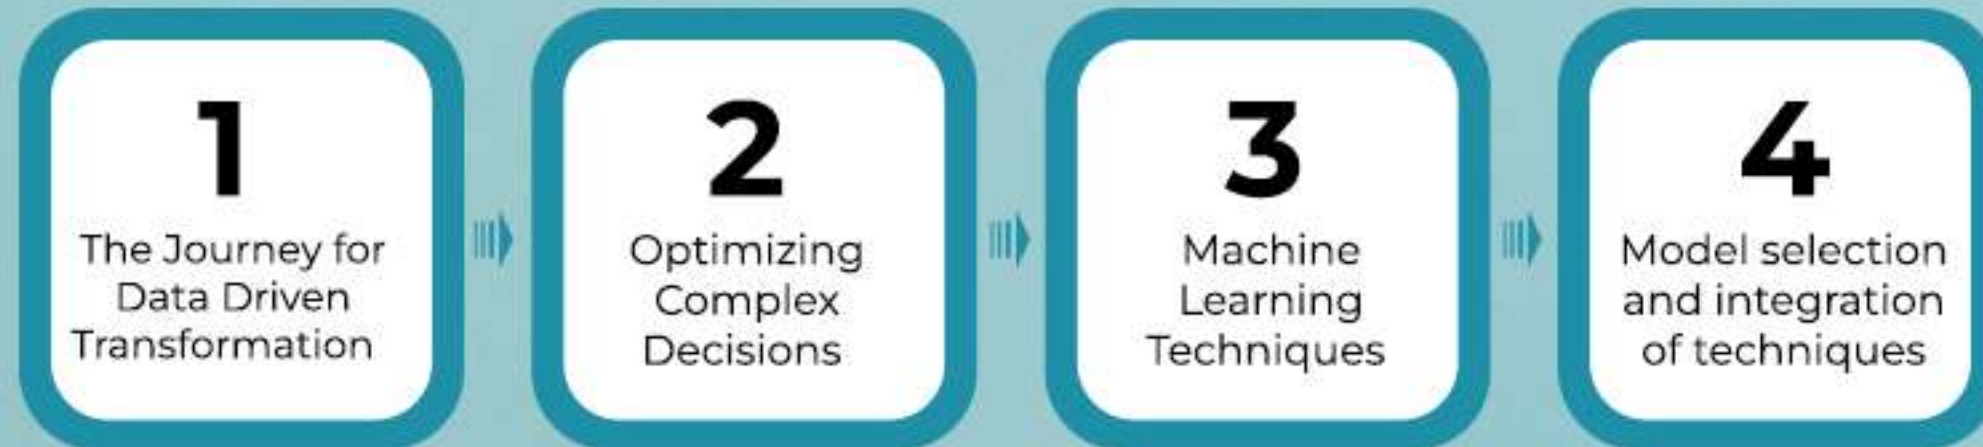 1
The Journey for
Data Driven
Transformation
2
Optimizing
Complex
Decisions
3
Machine
Learning
Techniques
4
Model selection
and integration
of techniques